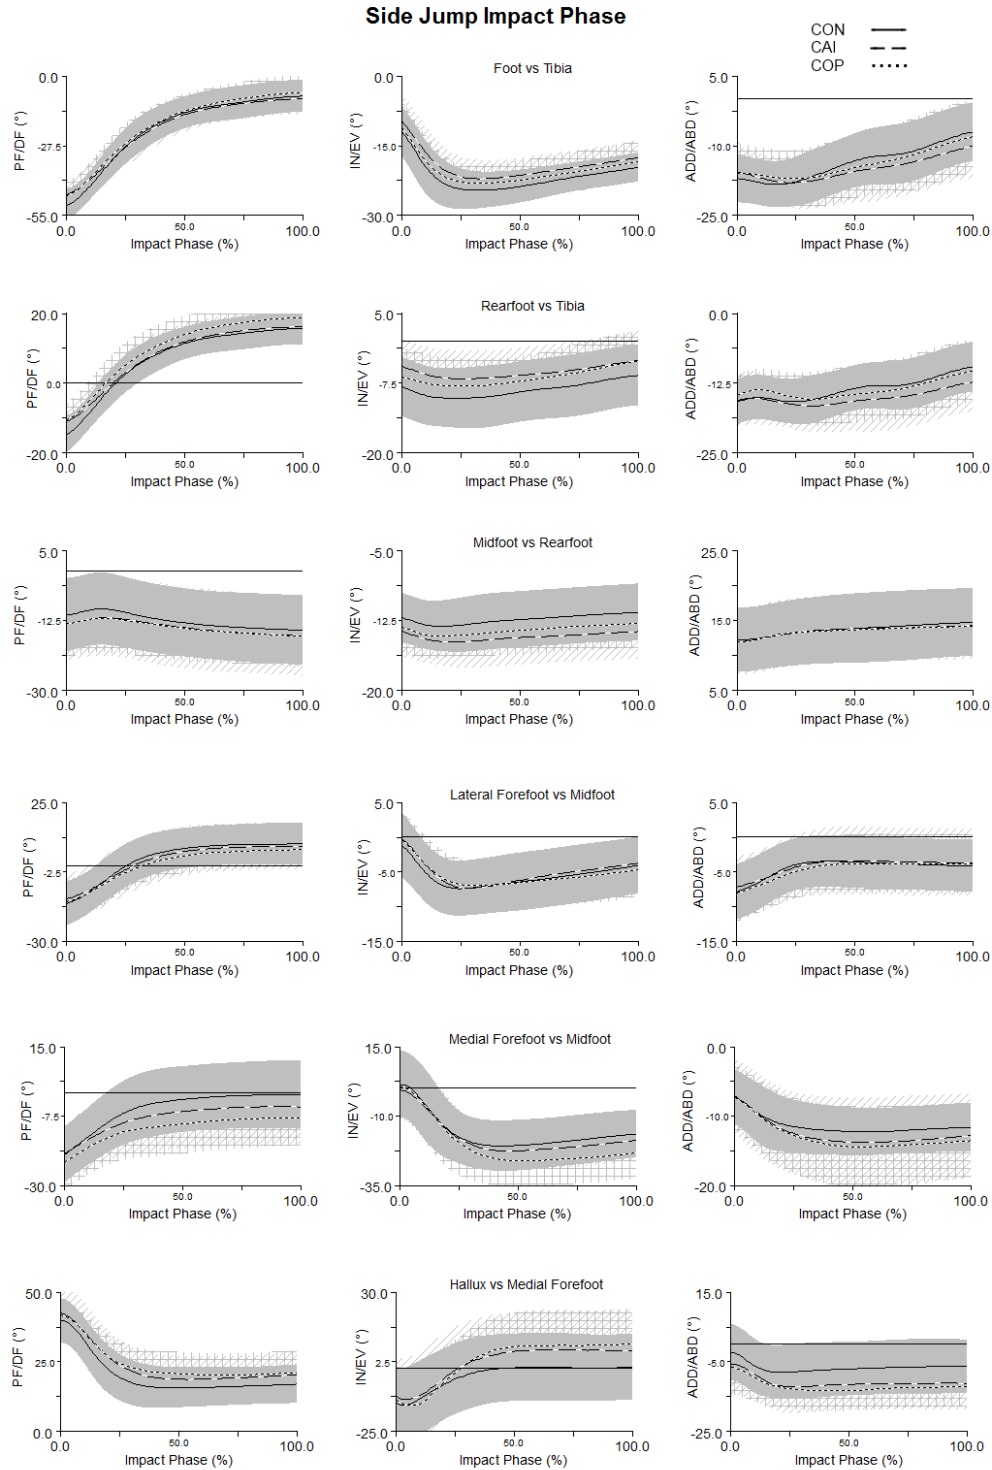 Side Jump Impact Phase
CON
CAI
COP
Foot vs Tibia
PF/DF (°)
0.0
-27.5
-55.0
0.0 50.0 100.0
Impact Phase (%)
IN/EV (°)
0.0
-15.0
-30.0
0.0 50.0 100.0
Impact Phase (%)
ADD/ABD (°)
5.0
-10.0
-25.0
0.0 50.0 100.0
Impact Phase (%)
Rearfoot vs Tibia
PF/DF (°)
20.0
0.0
-20.0
0.0 50.0 100.0
Impact Phase (%)
IN/EV (°)
5.0
-7.5
-20.0
0.0 50.0 100.0
Impact Phase (%)
ADD/ABD (°)
0.0
-12.5
-25.0
0.0 50.0 100.0
Impact Phase (%)
Midfoot vs Rearfoot
PF/DF (°)
5.0
-12.5
-30.0
0.0 50.0 100.0
Impact Phase (%)
IN/EV (°)
-5.0
-12.5
-20.0
0.0 50.0 100.0
Impact Phase (%)
ADD/ABD (°)
25.0
15.0
5.0
0.0 50.0 100.0
Impact Phase (%)
Lateral Forefoot vs Midfoot
PF/DF (°)
25.0
-2.5
-30.0
0.0 50.0 100.0
Impact Phase (%)
IN/EV (°)
5.0
-5.0
-15.0
0.0 50.0 100.0
Impact Phase (%)
ADD/ABD (°)
5.0
-5.0
-15.0
0.0 50.0 100.0
Impact Phase (%)
Medial Forefoot vs Midfoot
PF/DF (°)
15.0
-7.5
-30.0
0.0 50.0 100.0
Impact Phase (%)
IN/EV (°)
15.0
-10.0
-35.0
0.0 50.0 100.0
Impact Phase (%)
ADD/ABD (°)
0.0
-10.0
-20.0
0.0 50.0 100.0
Impact Phase (%)
Hallux vs Medial Forefoot
PF/DF (°)
50.0
25.0
0.0
0.0 50.0 100.0
Impact Phase (%)
IN/EV (°)
30.0
2.5
-25.0
0.0 50.0 100.0
Impact Phase (%)
ADD/ABD (°)
15.0
-5.0
-25.0
0.0 50.0 100.0
Impact Phase (%)